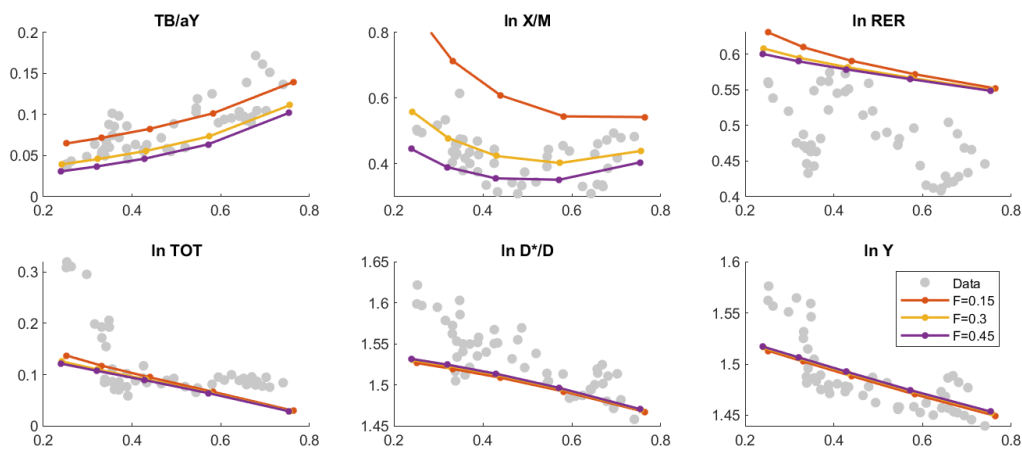 TB/aY
0.2
0.15
0.1
0.05
0
0.2 0.4 0.6 0.8
ln X/M
0.8
0.6
0.4
0.2 0.4 0.6 0.8
ln RER
0.6
0.55
0.5
0.45
0.4
0.2 0.4 0.6 0.8
ln TOT
0.3
0.2
0.1
0
0.2 0.4 0.6 0.8
ln D*/D
1.65
1.6
1.55
1.5
1.45
0.2 0.4 0.6 0.8
ln Y
1.6
1.55
1.5
1.45
0.2 0.4 0.6 0.8
Data
F=0.15
F=0.3
F=0.45